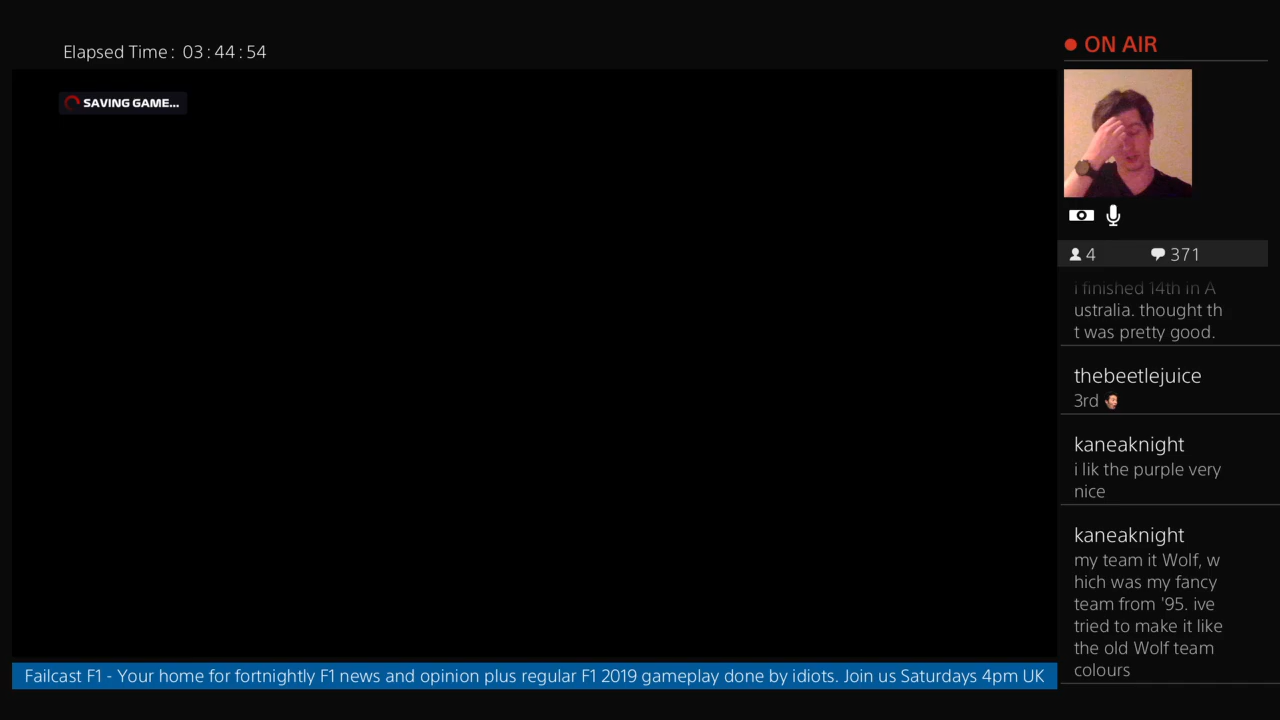 Elapsed Time: 03:44:54
ON AIR
SAVING GAME...
4 371
i finished 14th in A
ustralia. thought th
t was pretty good.
thebeetlejuice
3rd
kaneaknight
i lik the purple very
nice
kaneaknight
my team it Wolf, w
hich was my fancy
team from '95. ive
tried to make it like
the old Wolf team
colours
Failcast F1 - Your home for fortnightly F1 news and opinion plus regular F1 2019 gameplay done by idiots. Join us Saturdays 4pm UK